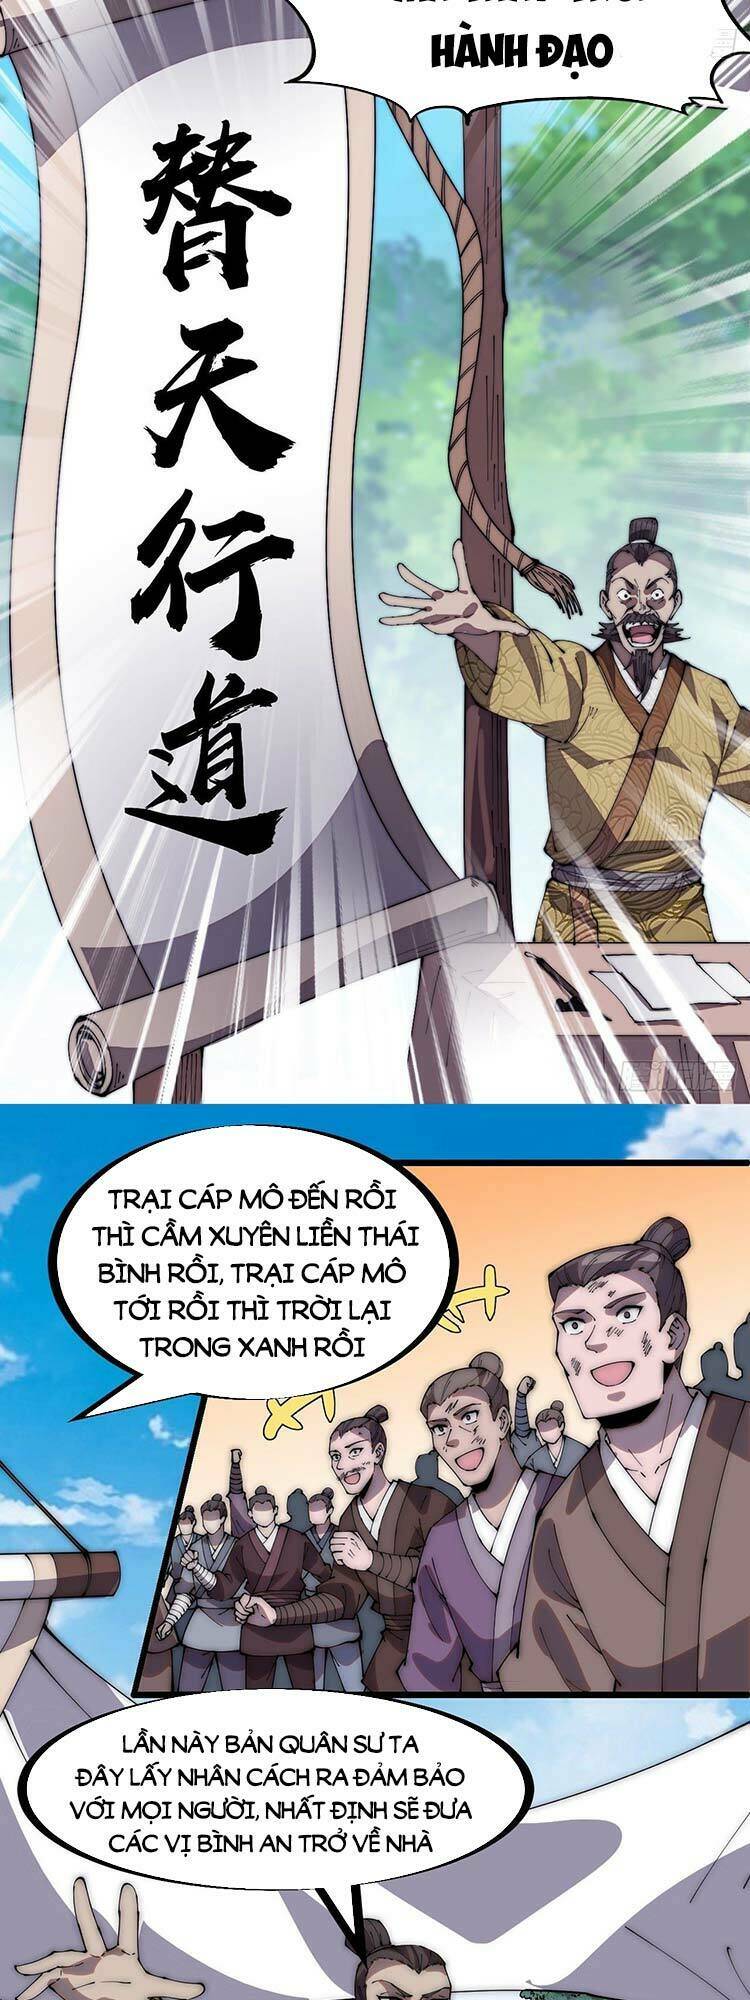 HÀNH ĐẠO
替
天
行
道
TRẠI CÁP MÔ ĐẾN RỒI
THÌ CẦM XUYÊN LIỀN THÁI
BÌNH RỒI, TRẠI CÁP MÔ
TỚI RỒI THÌ TRỜI LẠI
TRONG XANH RỒI
LẦN NÀY BẢN QUÂN SƯ TA
ĐÂY LẤY NHÂN CÁCH RA ĐẢM BẢO
VỚI MỌI NGƯỜI, NHẤT ĐỊNH SẼ ĐƯA
CÁC VỊ BÌNH AN TRỞ VỀ NHÀ